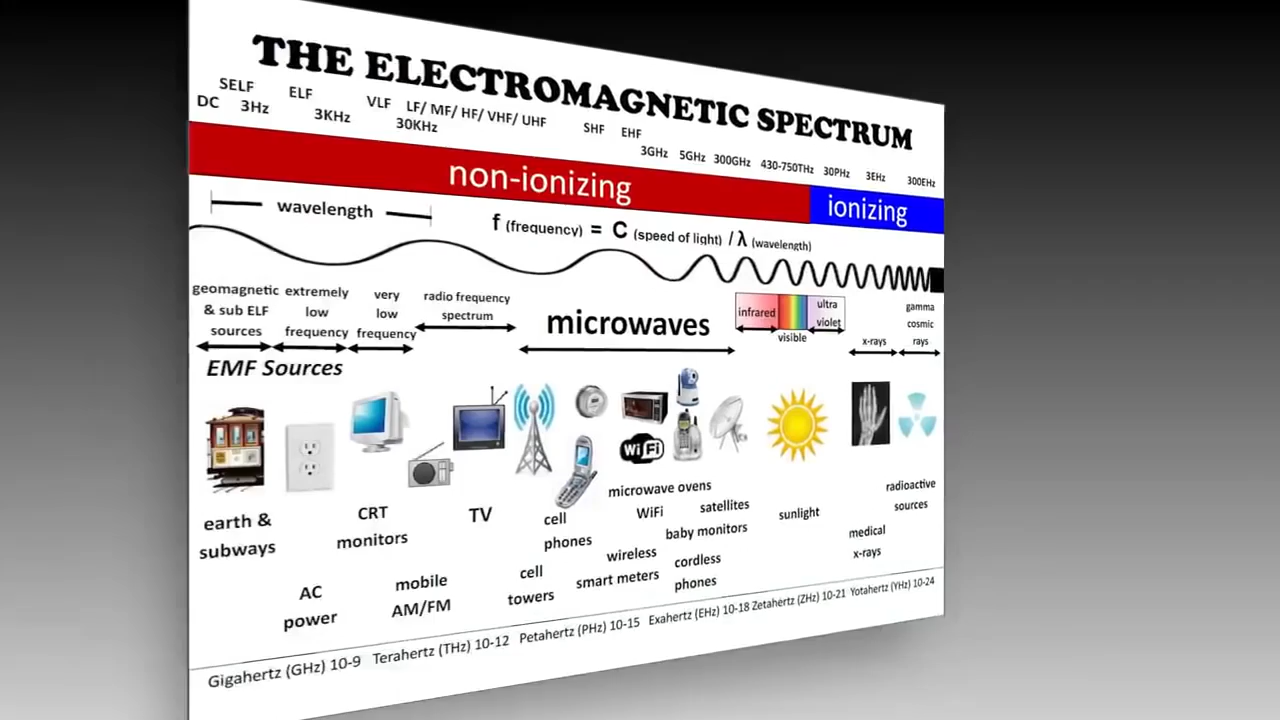 THE ELECTROMAGNETIC SPECTRUM
SELF ELF VLF LF/ MF/ HF/ VHF/ UHF SHF EHF
DC 3Hz 3KHz 30KHz 3GHz 5GHz 300GHz 430-750THz 30PHz 3EHz 300EHz
non-ionizing
ionizing
wavelength
f (frequency) = C (speed of light) / λ (wavelength)
geomagnetic
& sub ELF
sources
extremely
low
frequency
very
low
frequency
radio frequency
spectrum
microwaves
infrared
visible
ultra
violet
x-rays
gamma
cosmic
rays
EMF Sources
WiFi
earth &
subways
AC
power
CRT
monitors
mobile
AM/FM
TV
cell
phones
cell
towers
microwave ovens
WiFi
wireless
smart meters
satellites
baby monitors
cordless
phones
sunlight
medical
x-rays
radioactive
sources
Gigahertz (GHz) 10-9 Terahertz (THz) 10-12 Petahertz (PHz) 10-15 Exahertz (EHz) 10-18 Zetahertz (ZHz) 10-21 Yotahertz (YHz) 10-24